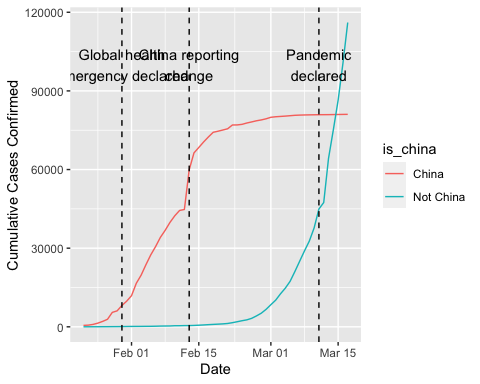 120000
90000
60000
30000
0
Cumulative Cases Confirmed
Global health
mergency declared
China reporting
change
Pandemic
declared
Feb 01
Feb 15
Mar 01
Mar 15
Date
is_china
China
Not China